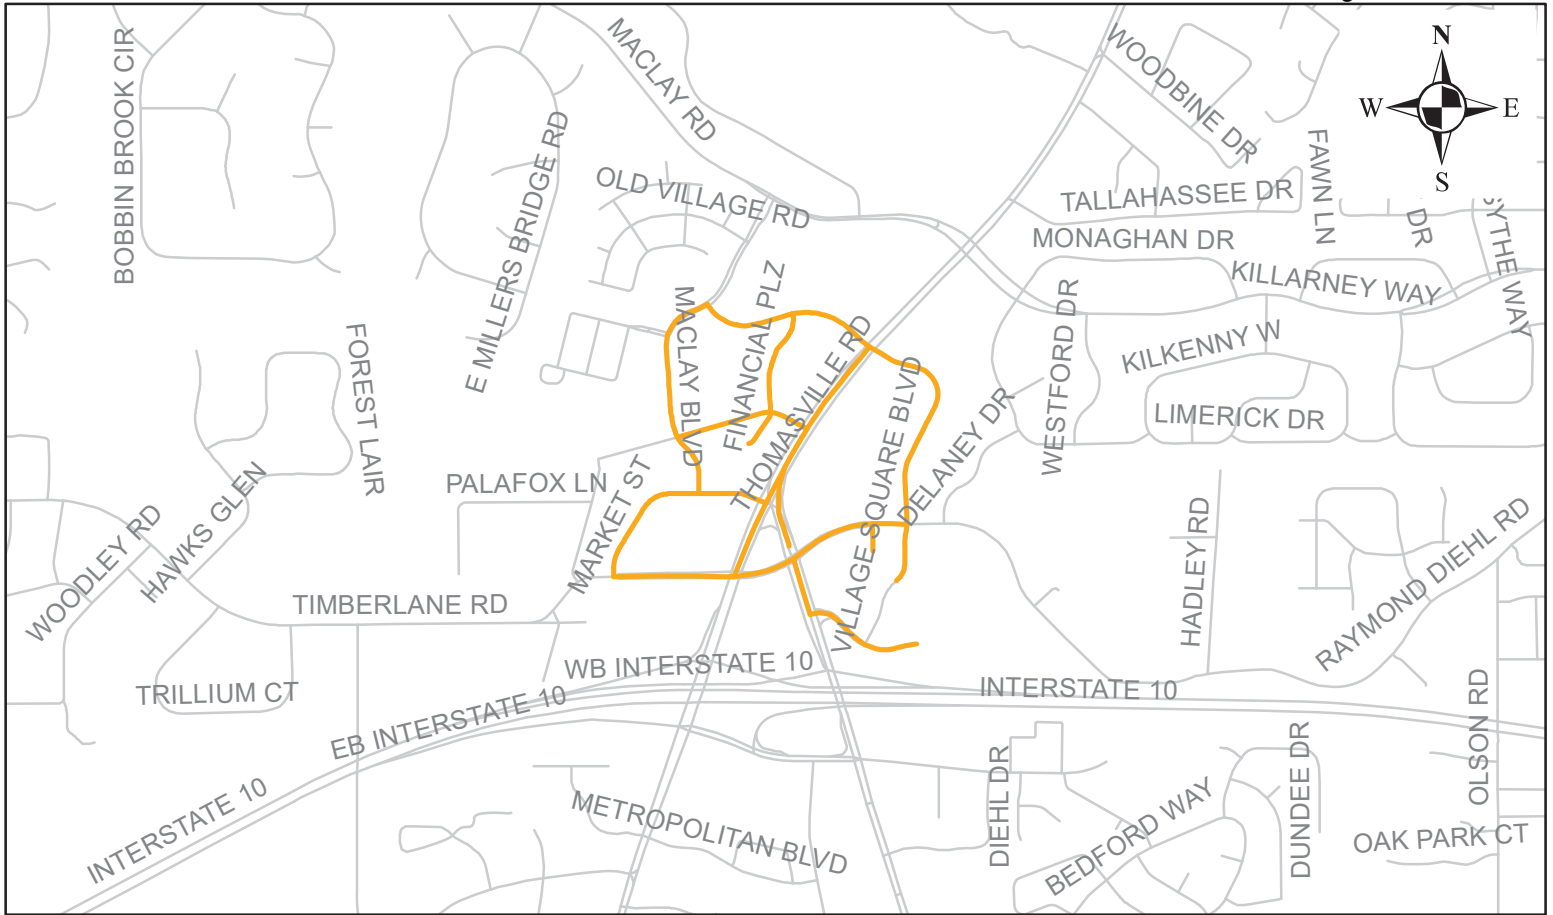 N
W
E
S
BOBBIN BROOK CIR
MACLAY RD
WOODBINE DR
E MILLERS BRIDGE RD
OLD VILLAGE RD
TALLAHASSEE DR
FAWN LN
DR
YTHE WAY
MONAGHAN DR
KILLARNEY WAY
FINANCIAL PLZ
MACLAY BLVD
THOMASVILLE RD
WESTFORD DR
KILKENNY W
FOREST LAIR
VILLAGE SQUARE BLVD
DELANEY DR
LIMERICK DR
PALAFOX LN
MARKET ST
HAWKS GLEN
WOODLEY RD
HADLEY RD
RAYMOND DIEHL RD
TIMBERLANE RD
WB INTERSTATE 10
INTERSTATE 10
TRILLIUM CT
EB INTERSTATE 10
OLSON RD
INTERSTATE 10
METROPOLITAN BLVD
DIEHL DR
BEDFORD WAY
DUNDEE DR
OAK PARK CT